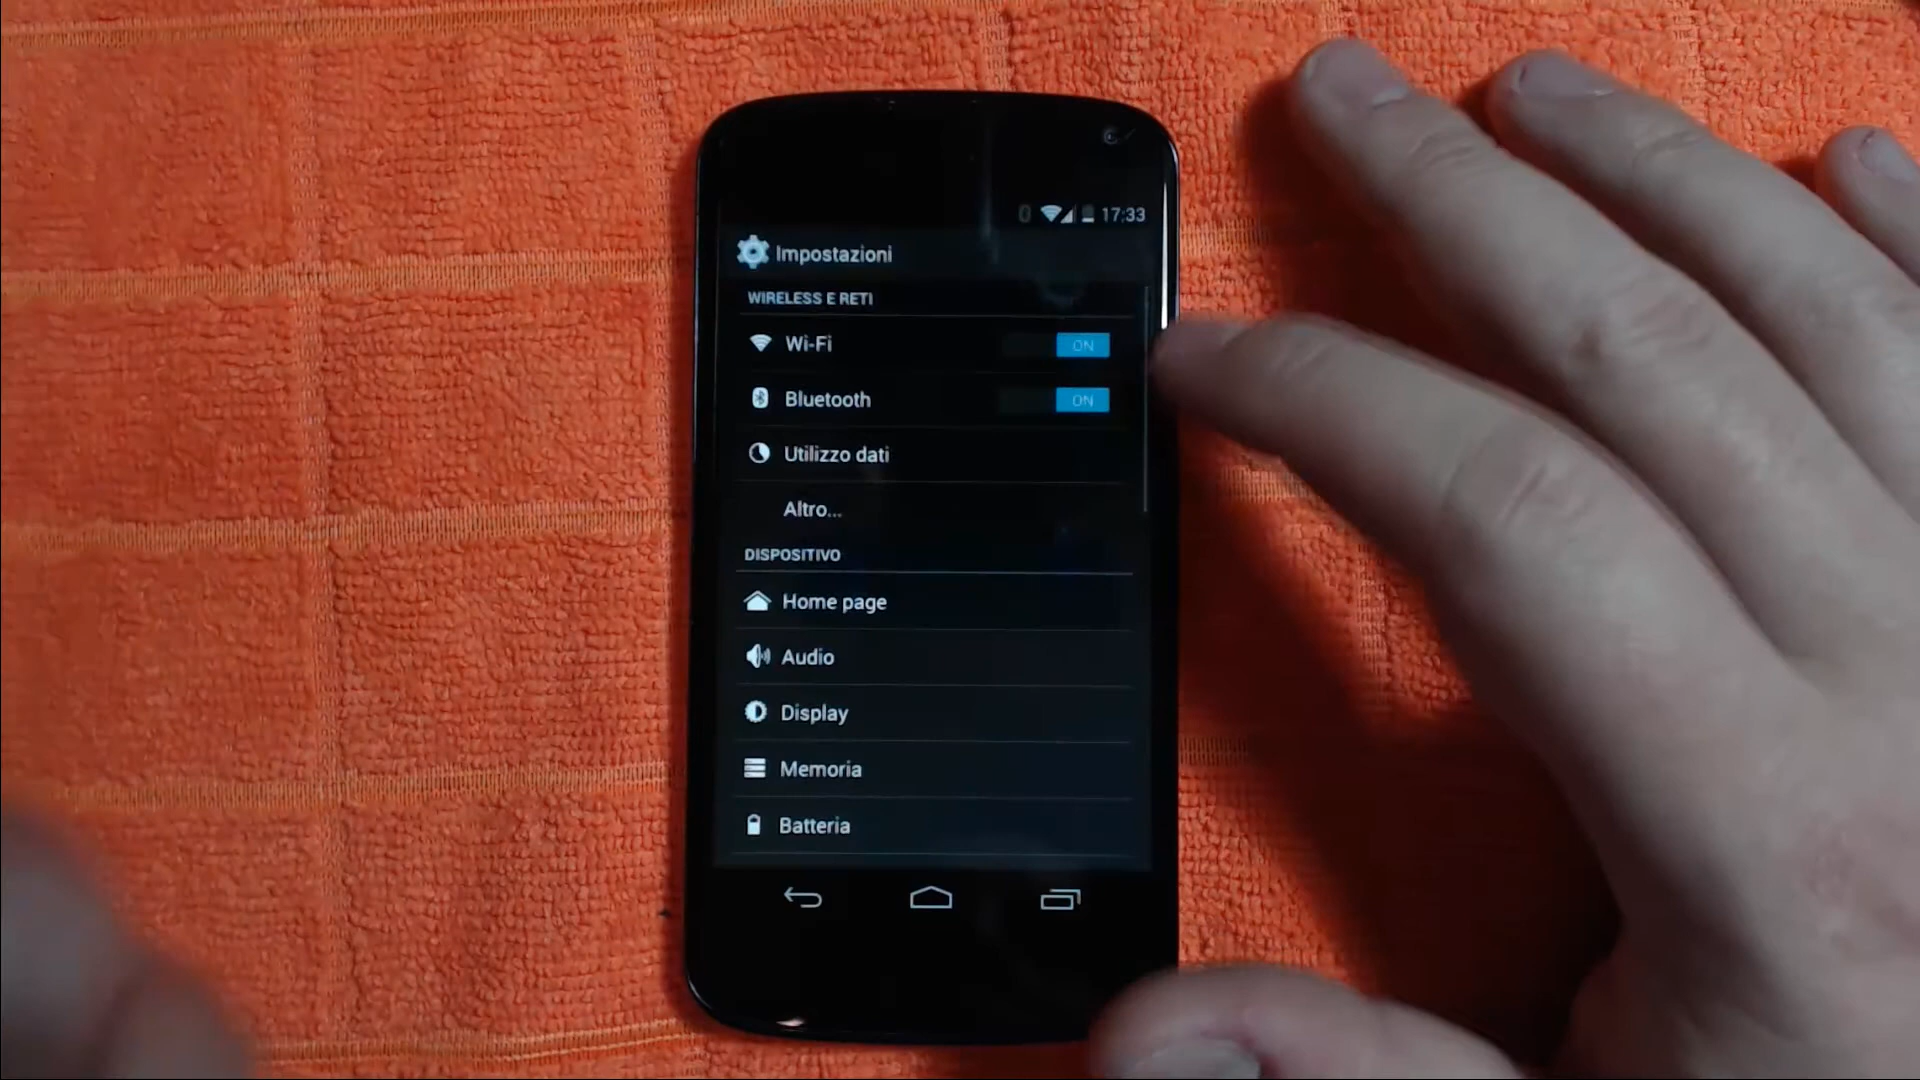 17:33
Impostazioni
WIRELESS E RETI
Wi-Fi ON
Bluetooth ON
Utilizzo dati
Altro...
DISPOSITIVO
Home page
Audio
Display
Memoria
Batteria